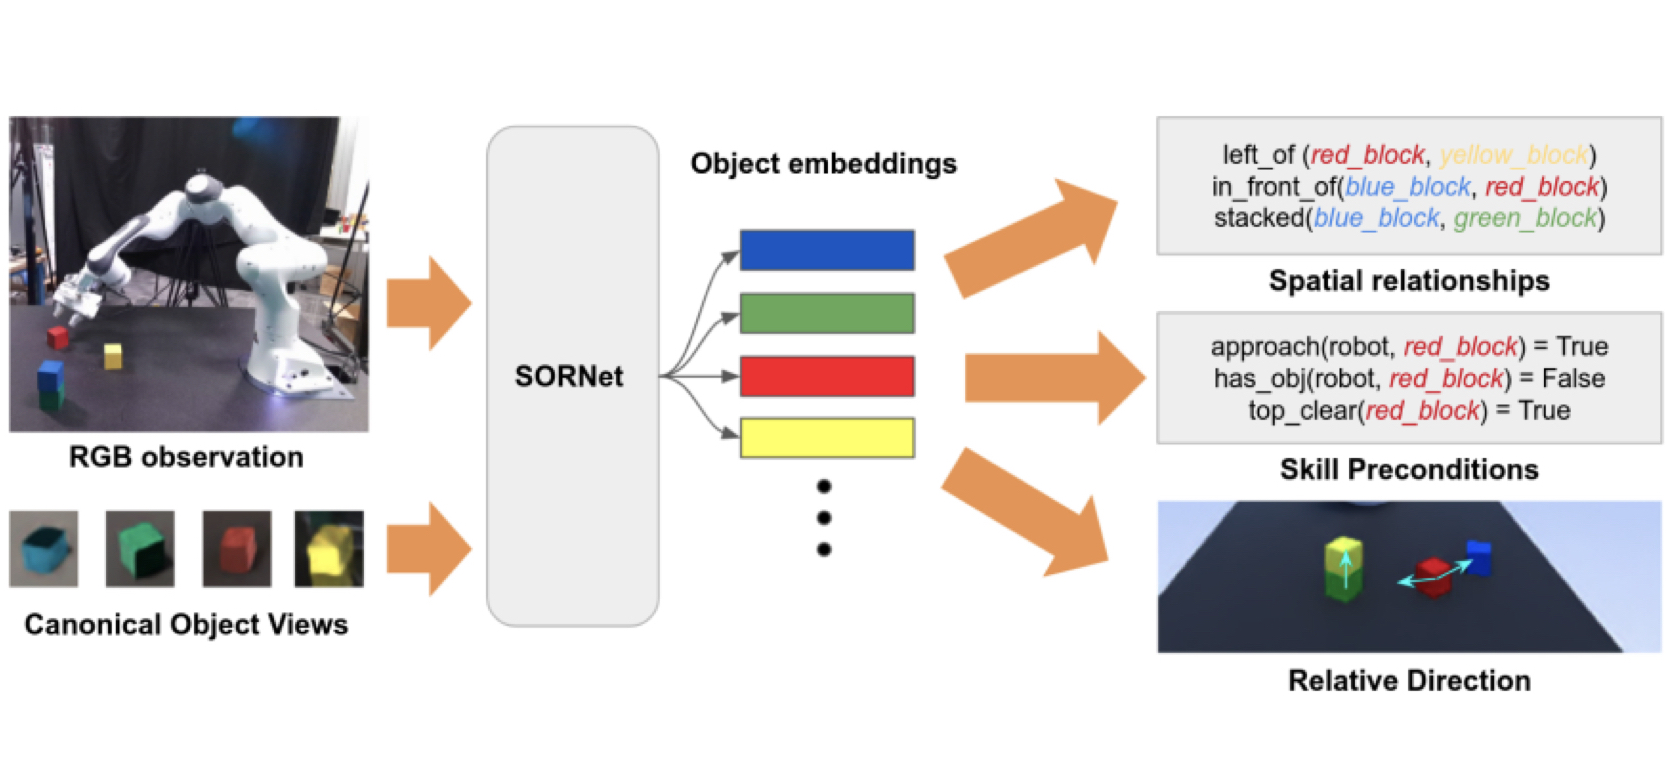 RGB observation
Canonical Object Views
SORNet
Object embeddings
left_of (red_block, yellow_block)
in_front_of(blue_block, red_block)
stacked(blue_block, green_block)
Spatial relationships
approach(robot, red_block) = True
has_obj(robot, red_block) = False
top_clear(red_block) = True
Skill Preconditions
Relative Direction